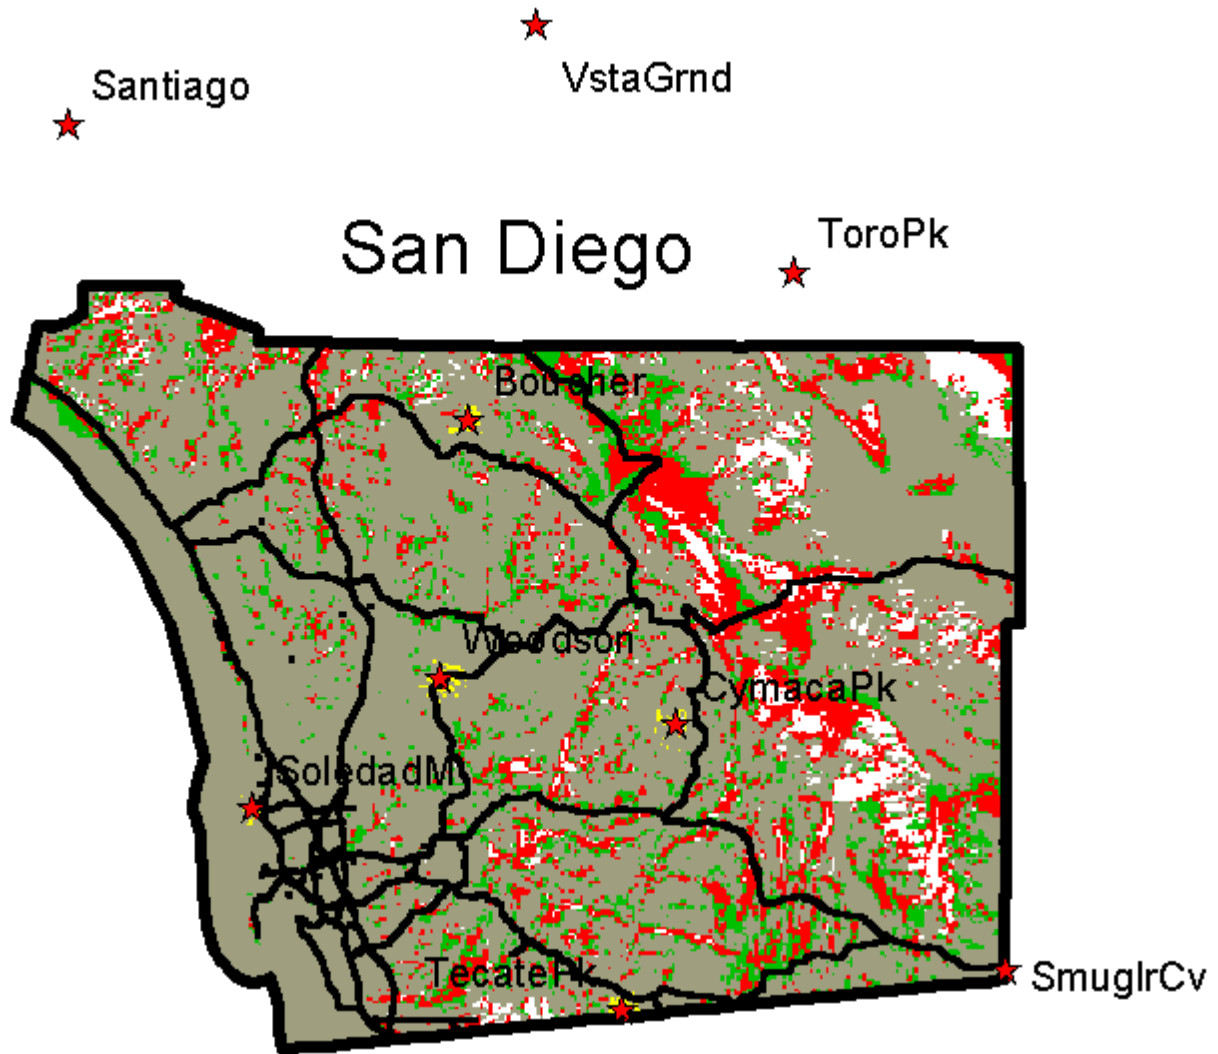 VstaGrnd
Santiago
ToroPk
San Diego
Boucher
Woodson
CymacaPk
SoledadMt
TecatePk
SmuglrCv